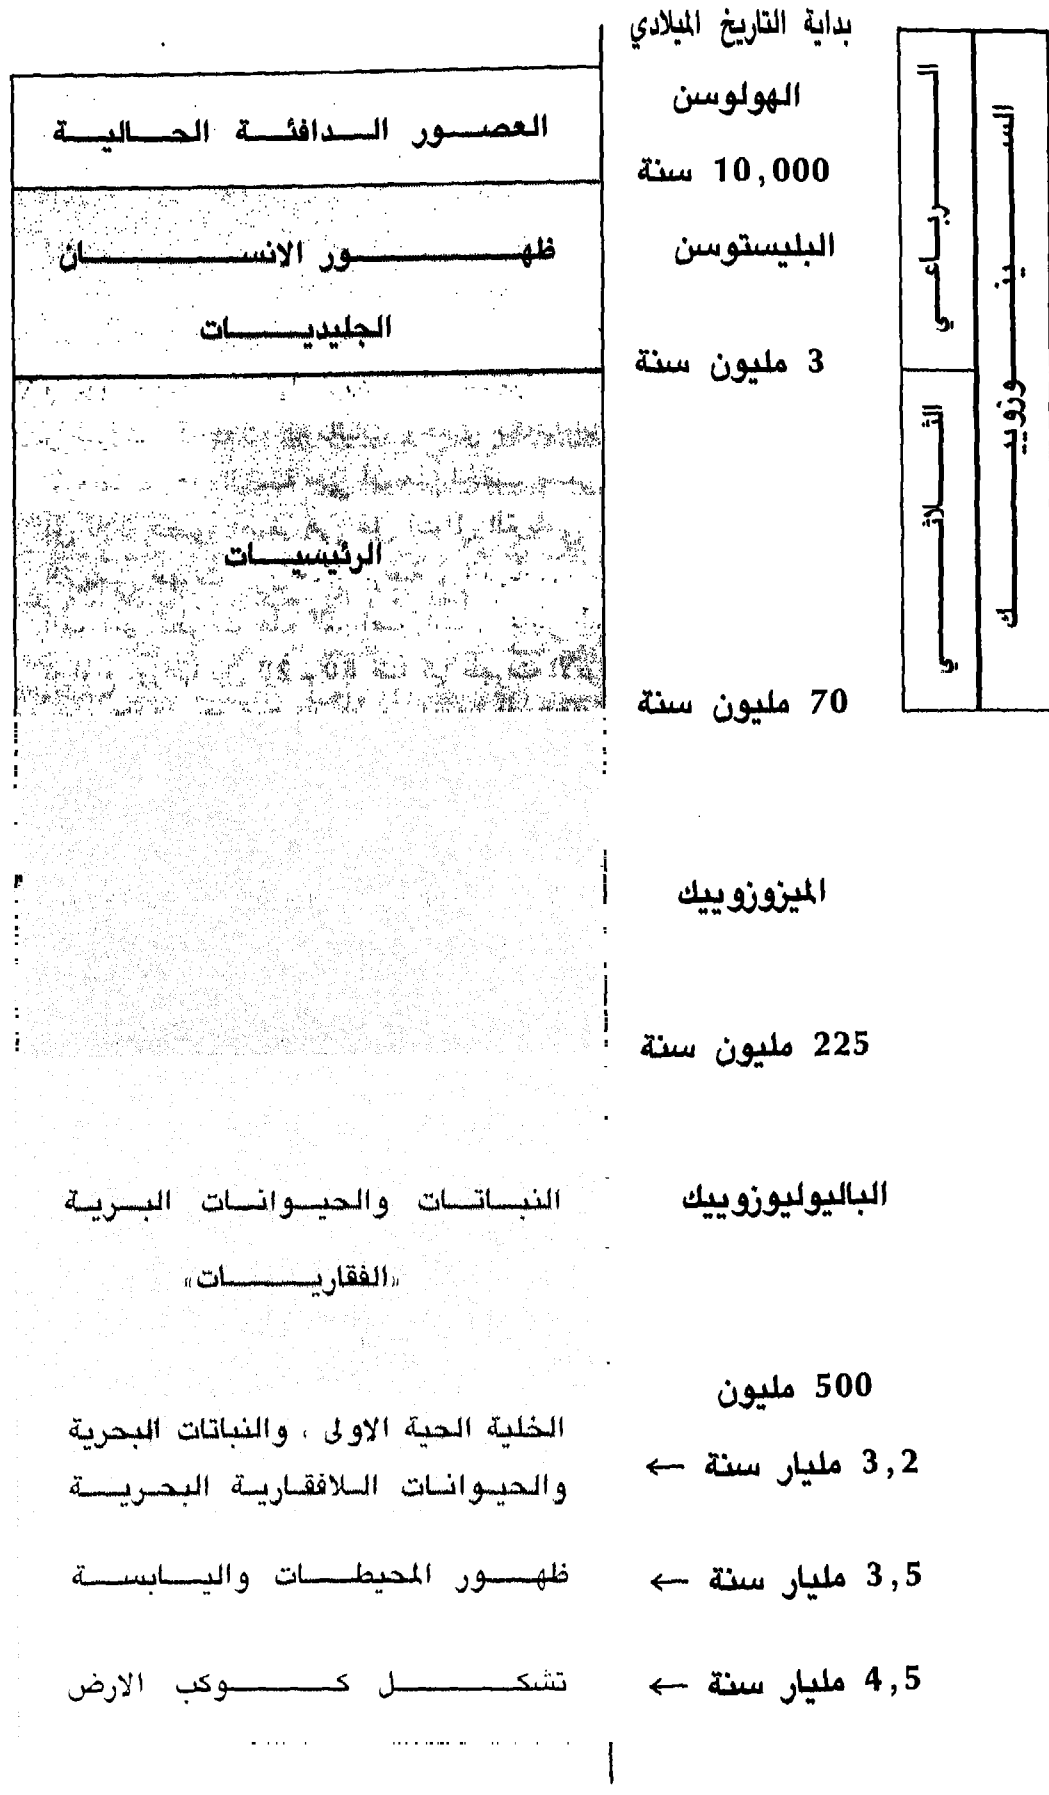 بداية التاريخ الميلادي
الهولوسن
العصور الدافئة الحالية
10,000 سنة
البليستوسن
ظهور الانسان
الجليديات
3 مليون سنة
الرباعي
السينوزوييك
الثلاثي
الرئيسيات
70 مليون سنة
الميزوزوييك
225 مليون سنة
الباليوليوزوييك
النباتات والحيوانات البرية
«الفقاريات»
500 مليون
الخلية الحية الاولى ، والنباتات البحرية
3,2 مليار سنة ←
والحيوانات اللافقارية البحرية
3,5 مليار سنة ←
ظهور المحيطات واليابسة
4,5 مليار سنة ←
تشكل كوكب الارض